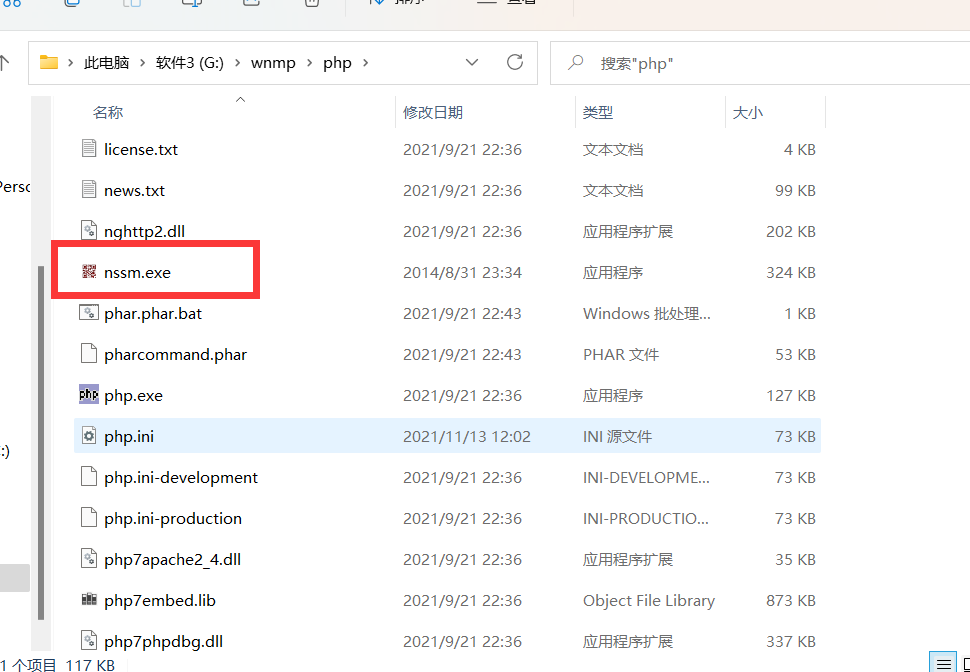 此电脑 > 软件3 (G:) > wnmp > php >
搜索"php"
名称 修改日期 类型 大小
license.txt 2021/9/21 22:36 文本文档 4 KB
news.txt 2021/9/21 22:36 文本文档 99 KB
nghttp2.dll 2021/9/21 22:36 应用程序扩展 202 KB
nssm.exe 2014/8/31 23:34 应用程序 324 KB
phar.phar.bat 2021/9/21 22:43 Windows 批处理... 1 KB
pharcommand.phar 2021/9/21 22:43 PHAR 文件 53 KB
php php.exe 2021/9/21 22:36 应用程序 127 KB
php.ini 2021/11/13 12:02 INI 源文件 73 KB
:)
php.ini-development 2021/9/21 22:36 INI-DEVELOPME... 73 KB
php.ini-production 2021/9/21 22:36 INI-PRODUCTIO... 73 KB
php7apache2_4.dll 2021/9/21 22:36 应用程序扩展 35 KB
php7embed.lib 2021/9/21 22:36 Object File Library 873 KB
php7phpdbg.dll 2021/9/21 22:36 应用程序扩展 337 KB
1 个项目 117 KB